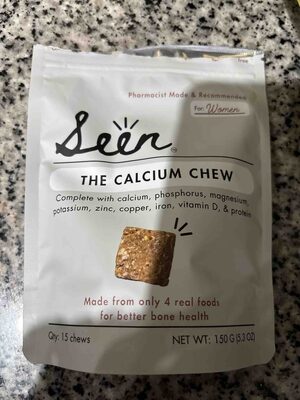 Pharmacist Made & Recommended
For: Women
Seen
THE CALCIUM CHEW
Complete with calcium, phosphorus, magnesium,
potassium, zinc, copper, iron, vitamin D, & protein
Made from only 4 real foods
for better bone health
Qty: 15 chews
NET WT: 150 G (5.3 OZ)